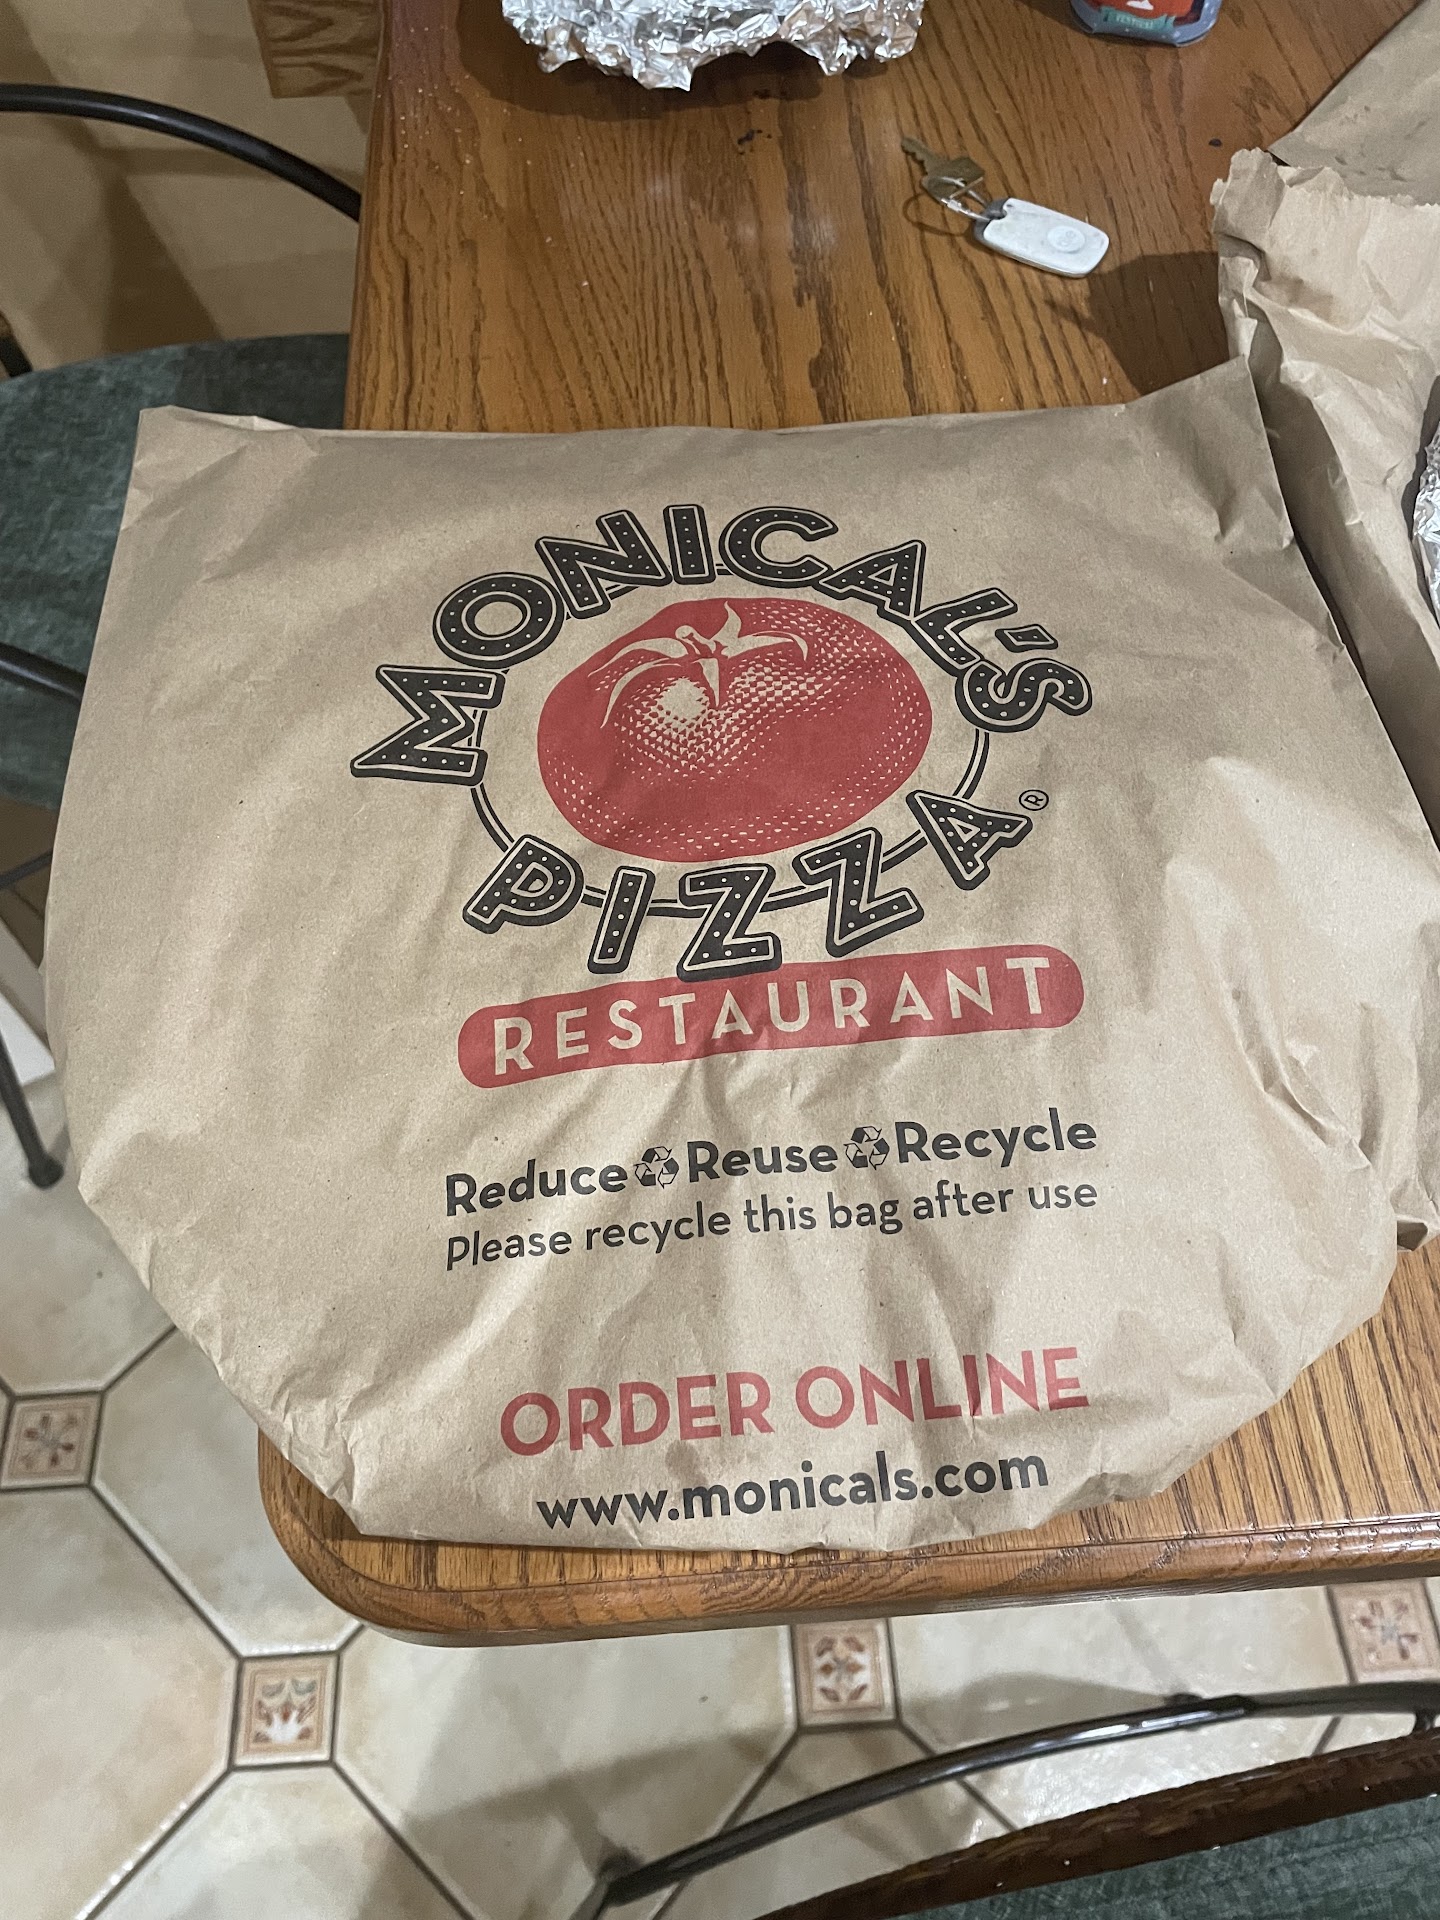 MONICAL'S
PIZZA®
RESTAURANT
Reduce♻Reuse♻Recycle
Please recycle this bag after use
ORDER ONLINE
www.monicals.com